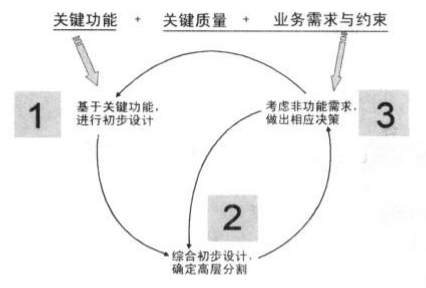 关键功能 + 关键质量 + 业务需求与约束
1
基于关键功能，
进行初步设计
考虑非功能需求，
做出相应决策
3
2
综合初步设计，
确定高层分割